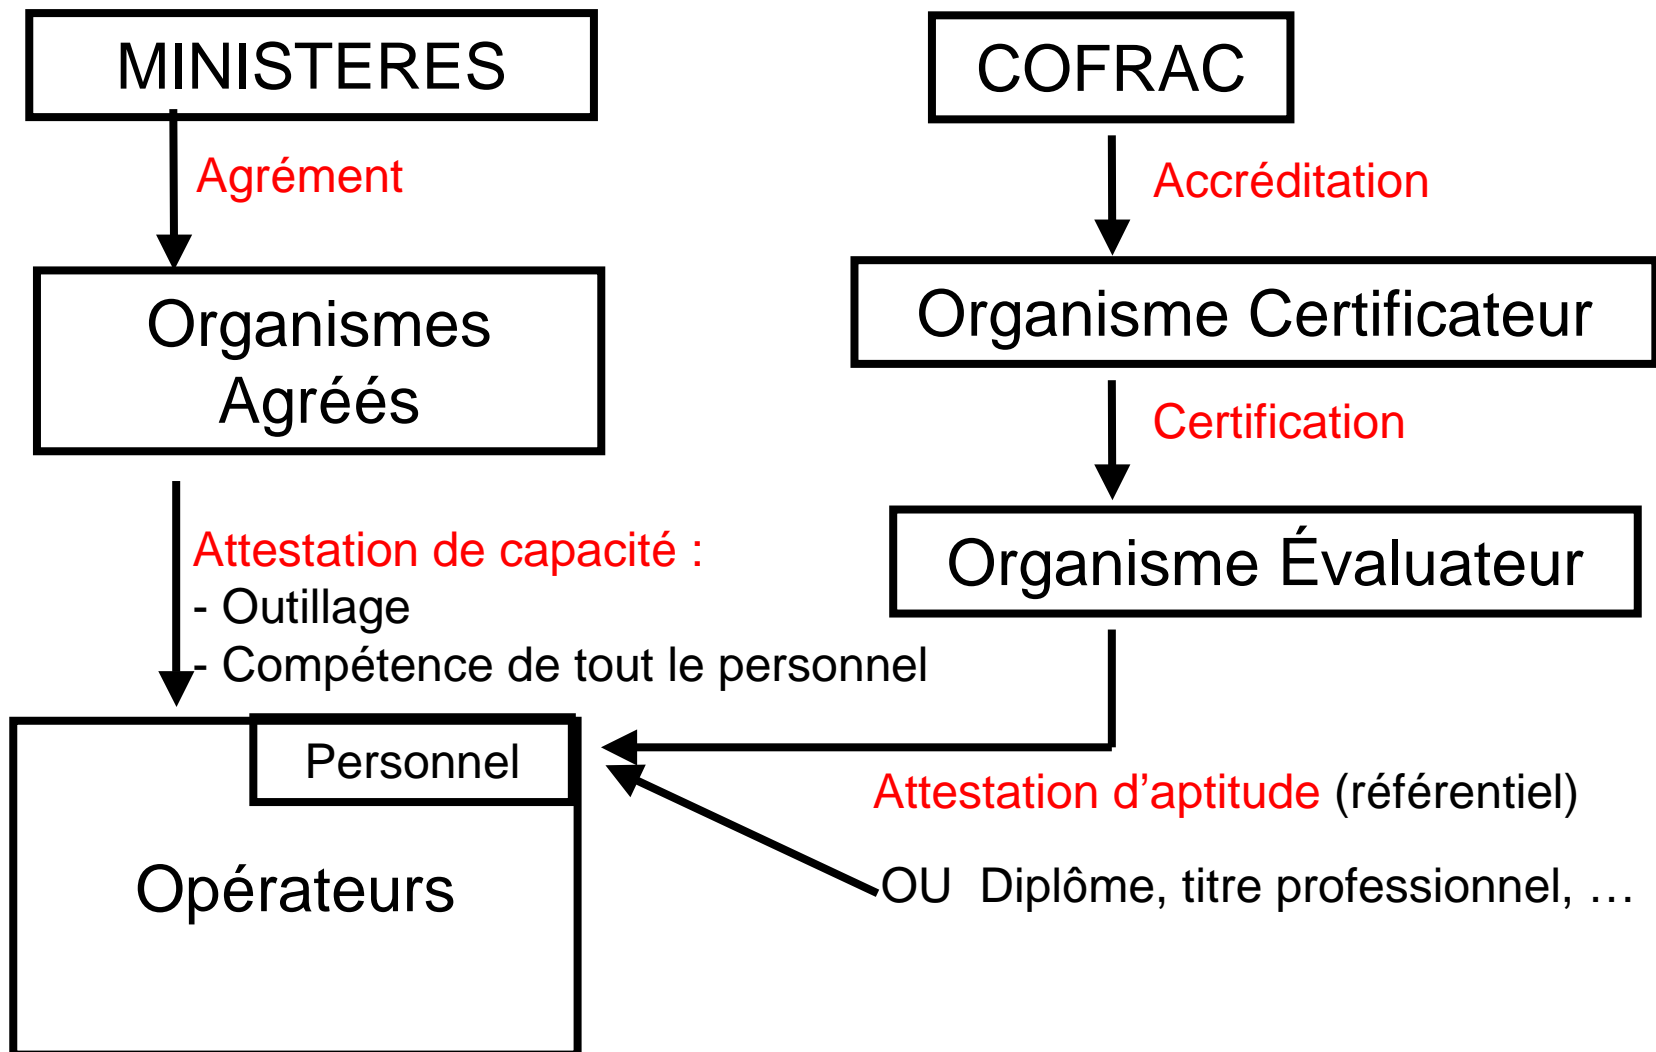 MINISTERES
Agrément
Organismes
Agréés
Attestation de capacité :
- Outillage
- Compétence de tout le personnel
Personnel
Opérateurs
COFRAC
Accréditation
Organisme Certificateur
Certification
Organisme Évaluateur
Attestation d'aptitude (référentiel)
OU Diplôme, titre professionnel, …